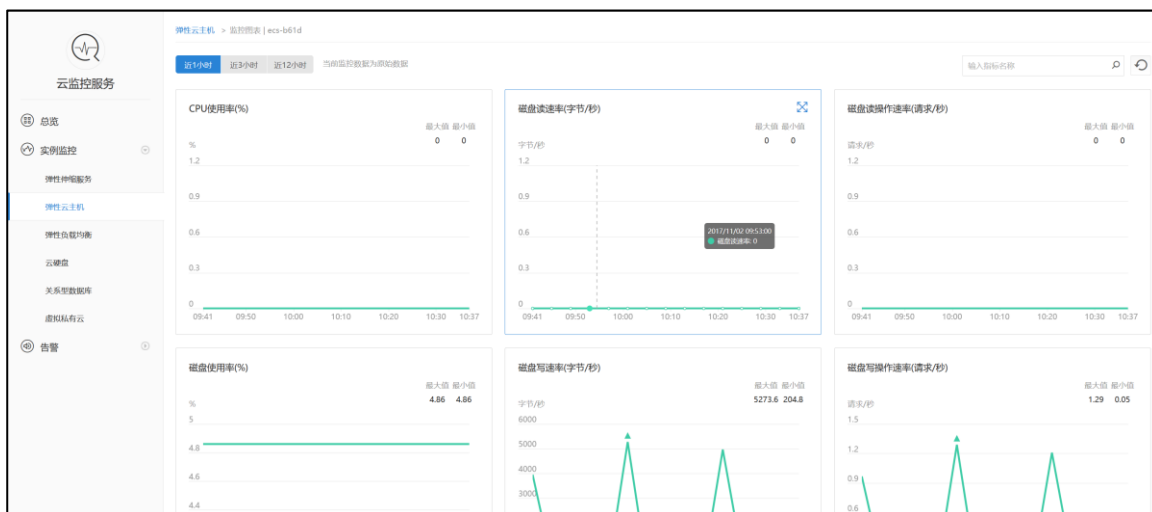 云监控服务
总览
实例监控
弹性伸缩服务
弹性云主机
弹性负载均衡
云硬盘
关系型数据库
虚拟私有云
告警
弹性云主机 > 监控图表 | ecs-b61d
近1小时 近3小时 近12小时 当前监控数据为原始数据
输入指标名称
CPU使用率(%)
最大值 最小值
0 0
%
1.2
0.9
0.6
0.3
0
09:41 09:50 10:00 10:10 10:20 10:30 10:37
磁盘读速率(字节/秒)
最大值 最小值
0 0
字节/秒
1.2
0.9
0.6
0.3
0
2017/11/02 09:53:00
磁盘读速率: 0
09:41 09:50 10:00 10:10 10:20 10:30 10:37
磁盘读操作速率(请求/秒)
最大值 最小值
0 0
请求/秒
1.2
0.9
0.6
0.3
0
09:41 09:50 10:00 10:10 10:20 10:30 10:37
磁盘使用率(%)
最大值 最小值
4.86 4.86
%
5
4.8
4.6
4.4
磁盘写速率(字节/秒)
最大值 最小值
5273.6 204.8
字节/秒
6000
5000
4000
3000
磁盘写操作速率(请求/秒)
最大值 最小值
1.29 0.05
请求/秒
1.5
1.2
0.9
0.6